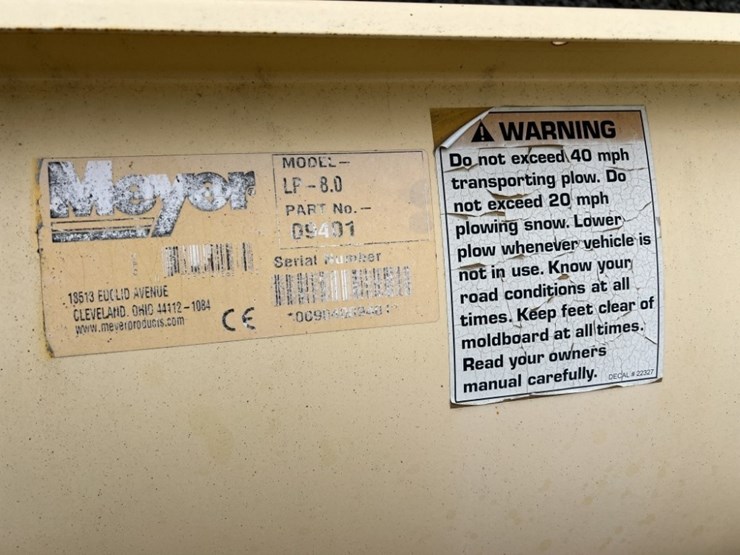 Meyer
MODEL -
LP - 8.0
PART No. -
09481
Serial Number
18513 EUCLID AVENUE
CLEVELAND, OHIO 44112 - 1084
www.meyerproducts.com
CE
WARNING
Do not exceed 40 mph
transporting plow. Do
not exceed 20 mph
plowing snow. Lower
plow whenever vehicle is
not in use. Know your
road conditions at all
times. Keep feet clear of
moldboard at all times.
Read your owners
manual carefully.
DECAL # 22327